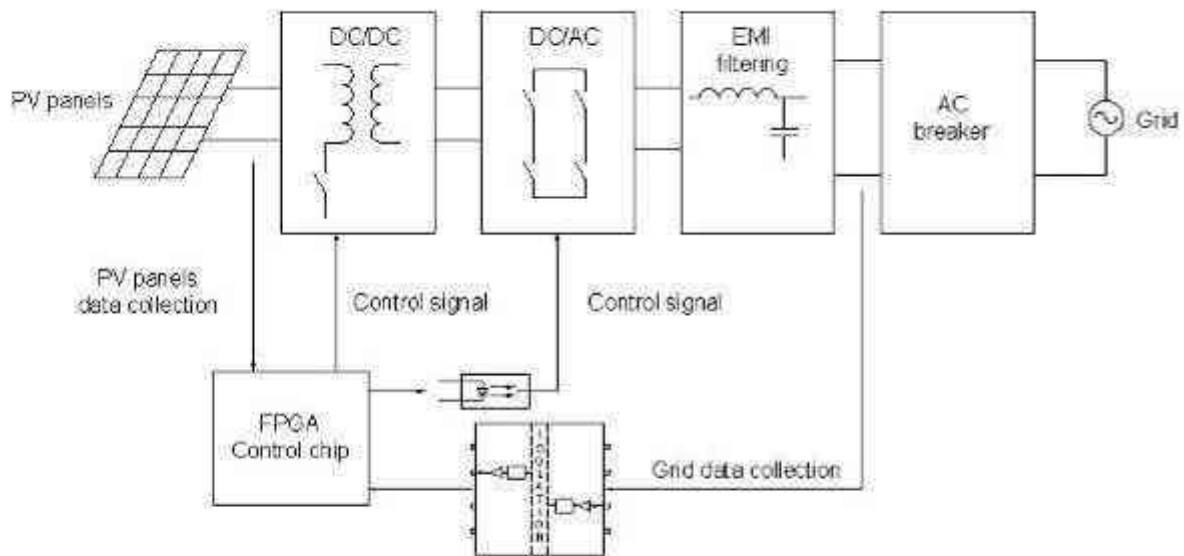 DC/DC
DC/AC
EMI
filtering
PV panels
AC
breaker
Grid
PV panels
data collection
Control signal
Control signal
FPGA
Control chip
ISOLATION
Grid data collection